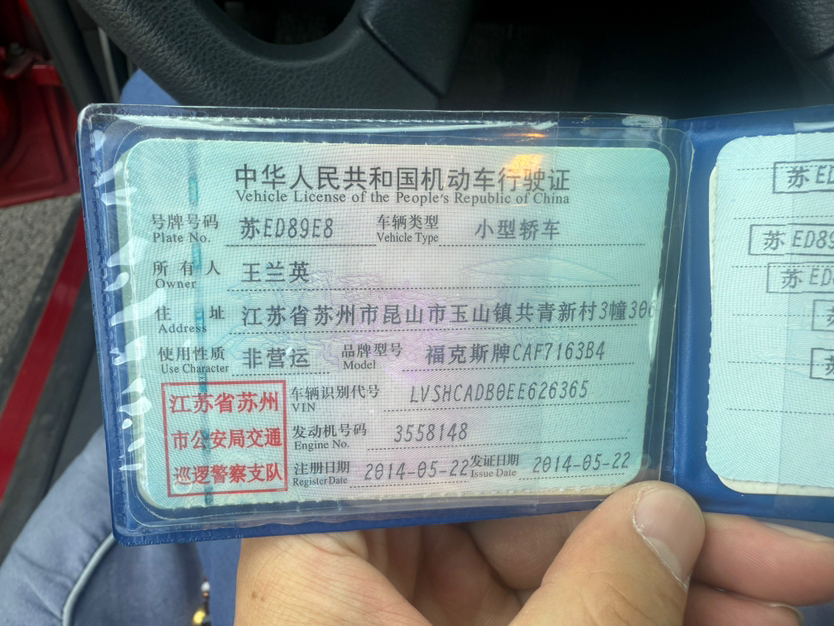 中华人民共和国机动车行驶证
Vehicle License of the People's Republic of China
号牌号码 Plate No. 苏ED89E8 车辆类型 Vehicle Type 小型轿车
所有人 Owner 王兰英
住址 Address 江苏省苏州市昆山市玉山镇共青新村3幢30
使用性质 Use Character 非营运 品牌型号 Model 福克斯牌CAF7163B4
江苏省苏州
市公安局交通
巡逻警察支队
车辆识别代号 VIN LVSHCADB0EE626365
发动机号码 Engine No. 3558148
注册日期 Register Date 2014-05-22 发证日期 Issue Date 2014-05-22
苏ED
苏ED89
苏ED
苏